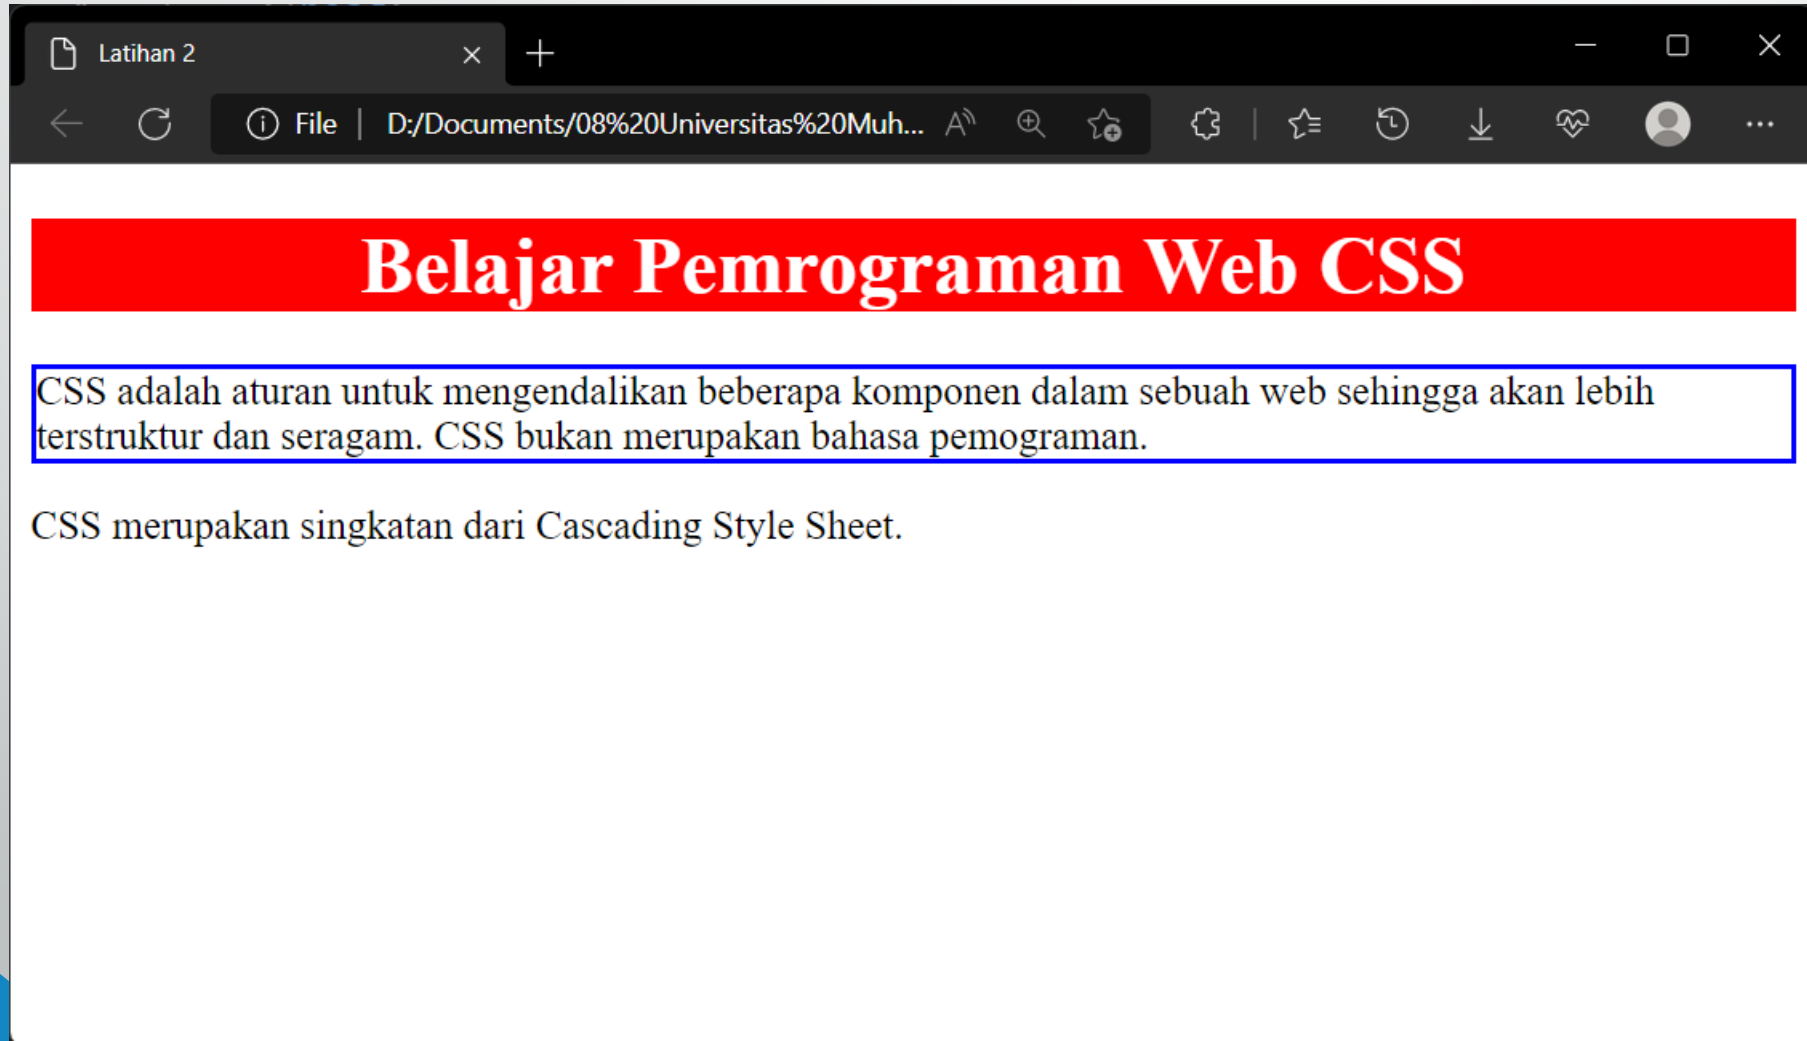 Latihan 2
File | D:/Documents/08%20Universitas%20Muh...
Belajar Pemrograman Web CSS
CSS adalah aturan untuk mengendalikan beberapa komponen dalam sebuah web sehingga akan lebih
terstruktur dan seragam. CSS bukan merupakan bahasa pemograman.
CSS merupakan singkatan dari Cascading Style Sheet.